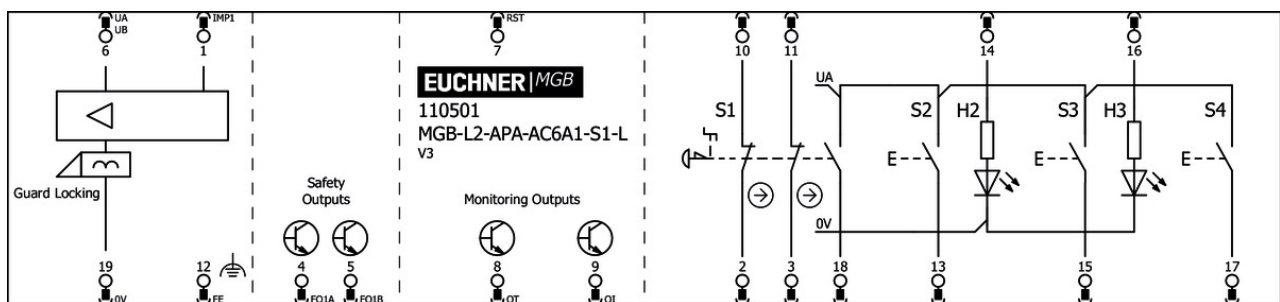 UA
UB
IMP1
RST
6
1
7
10
11
14
16
EUCHNER MGB
110501
MGB-L2-APA-AC6A1-S1-L
V3
UA
S1
S2
H2
S3
H3
S4
E
E
E
Guard Locking
Safety
Outputs
Monitoring Outputs
0V
19
12
4
5
8
9
2
3
18
13
15
17
0V
FE
FO1A
FO1B
OT
OI